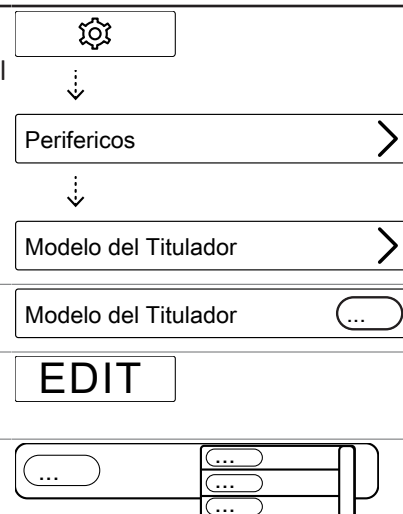 l
Perifericos
Modelo del Titulador
Modelo del Titulador ...
EDIT
... ...
...
...